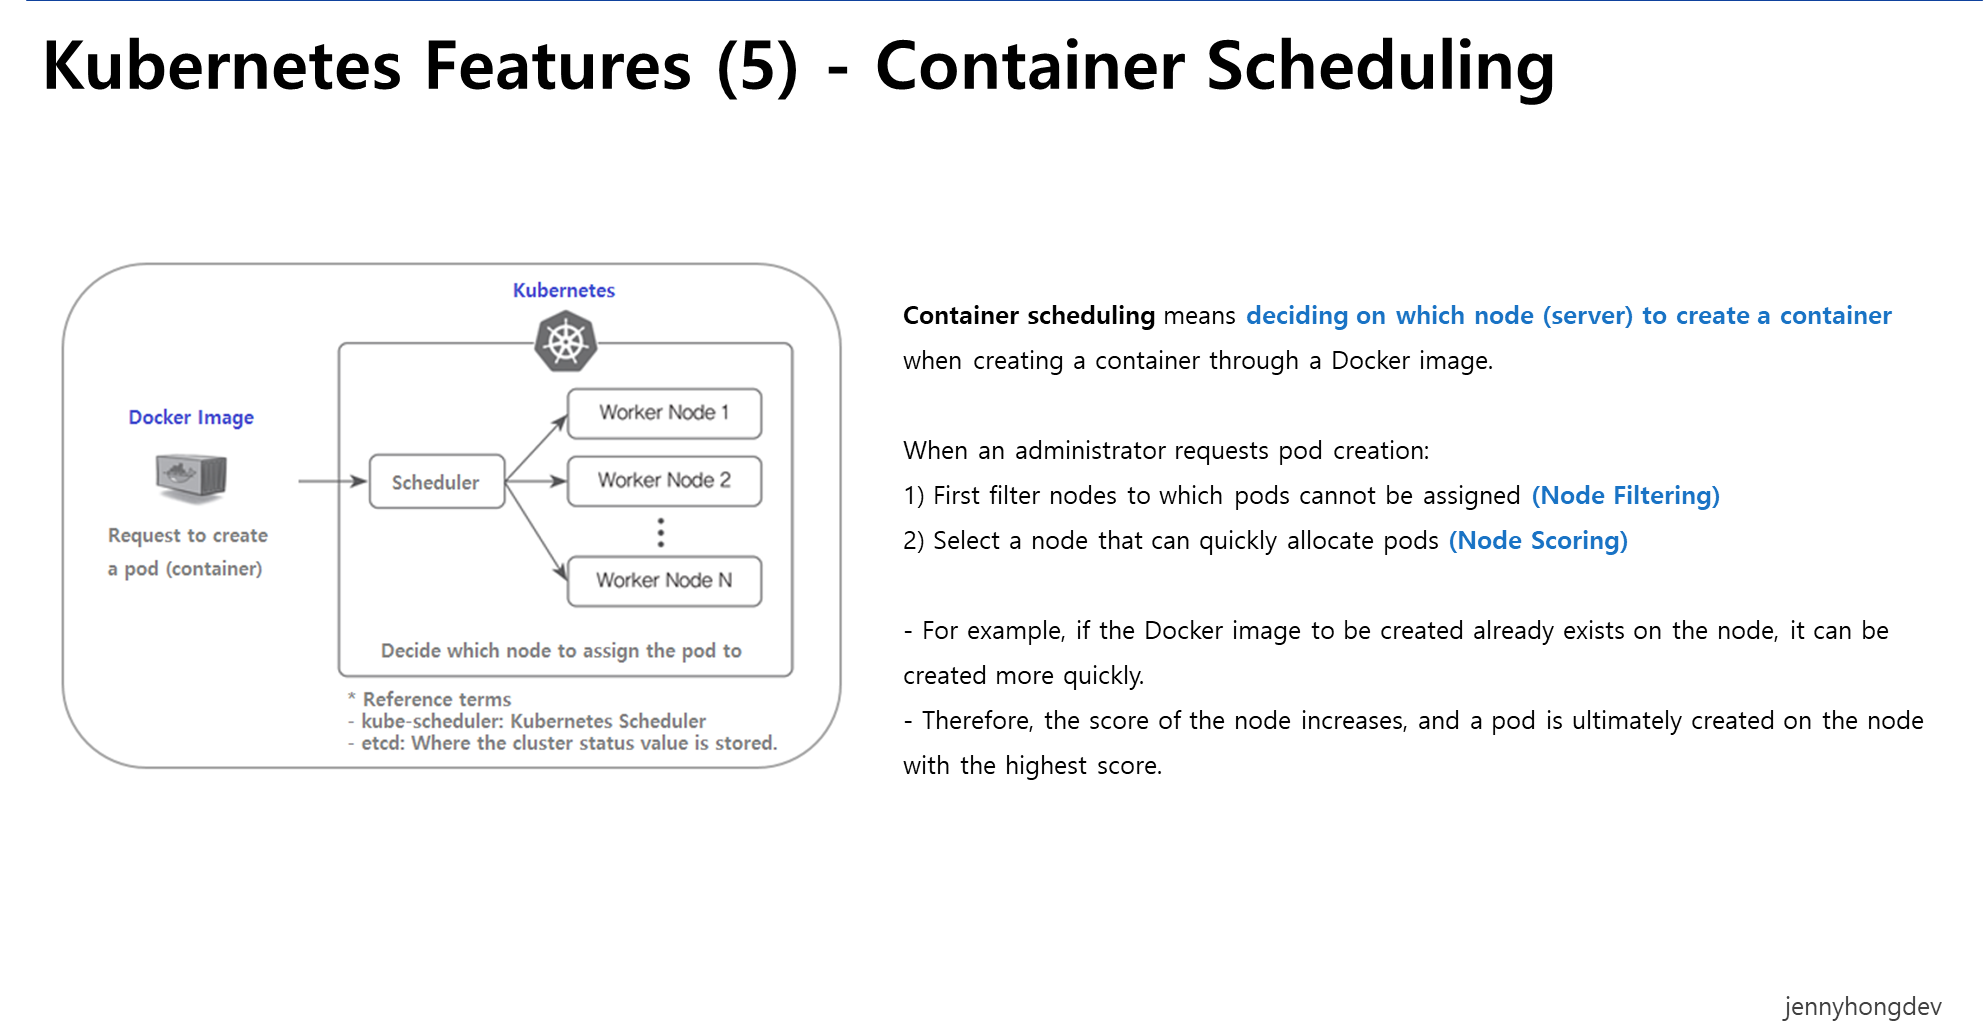 Kubernetes Features (5) - Container Scheduling
Kubernetes
Docker Image
Request to create
a pod (container)
Scheduler
Worker Node 1
Worker Node 2
Worker Node N
Decide which node to assign the pod to
* Reference terms
- kube-scheduler: Kubernetes Scheduler
- etcd: Where the cluster status value is stored.
Container scheduling means deciding on which node (server) to create a container
when creating a container through a Docker image.
When an administrator requests pod creation:
1) First filter nodes to which pods cannot be assigned (Node Filtering)
2) Select a node that can quickly allocate pods (Node Scoring)
- For example, if the Docker image to be created already exists on the node, it can be
created more quickly.
- Therefore, the score of the node increases, and a pod is ultimately created on the node
with the highest score.
jennyhongdev